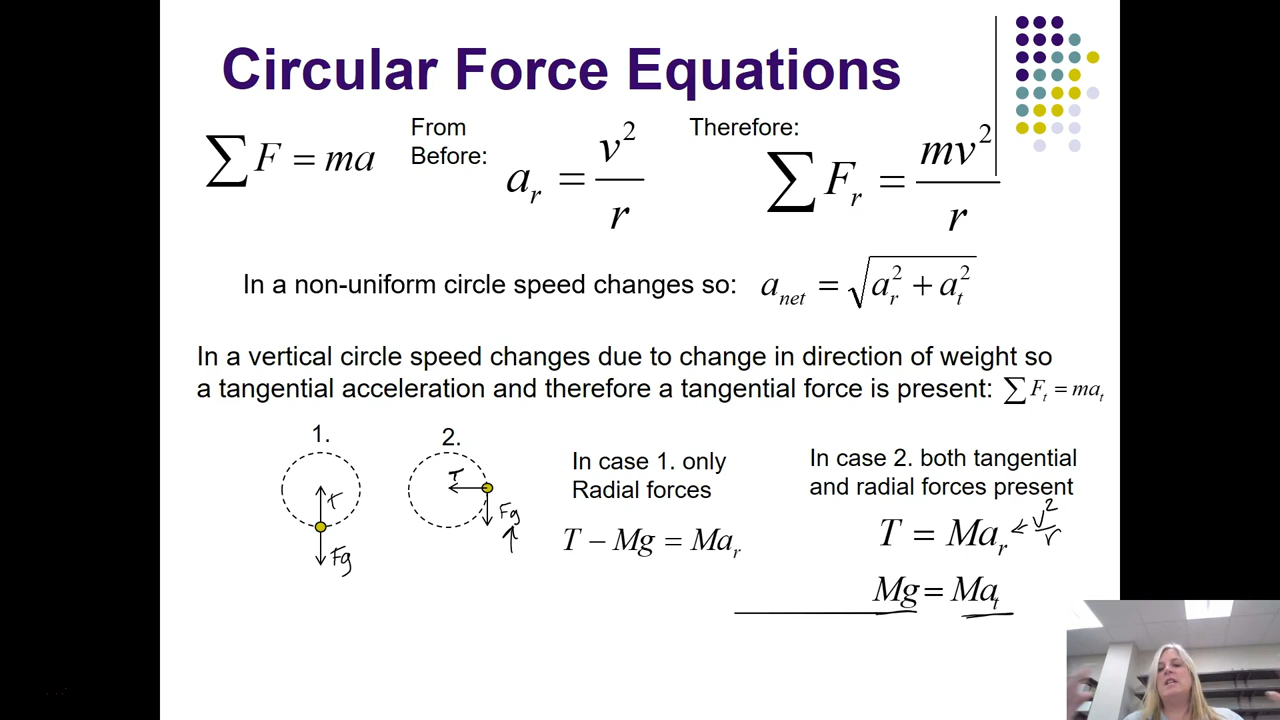 Circular Force Equations
∑F = ma
From
Before:
a_r = v²/r
Therefore:
∑F_r = mv²/r
In a non-uniform circle speed changes so: a_net = √(a_r² + a_t²)
In a vertical circle speed changes due to change in direction of weight so
a tangential acceleration and therefore a tangential force is present: ∑F_t = ma_t
1.
T
Fg
2.
T
Fg
In case 1. only
Radial forces
T − Mg = Ma_r
In case 2. both tangential
and radial forces present
T = Ma_r ← v²/r
Mg = Ma_t